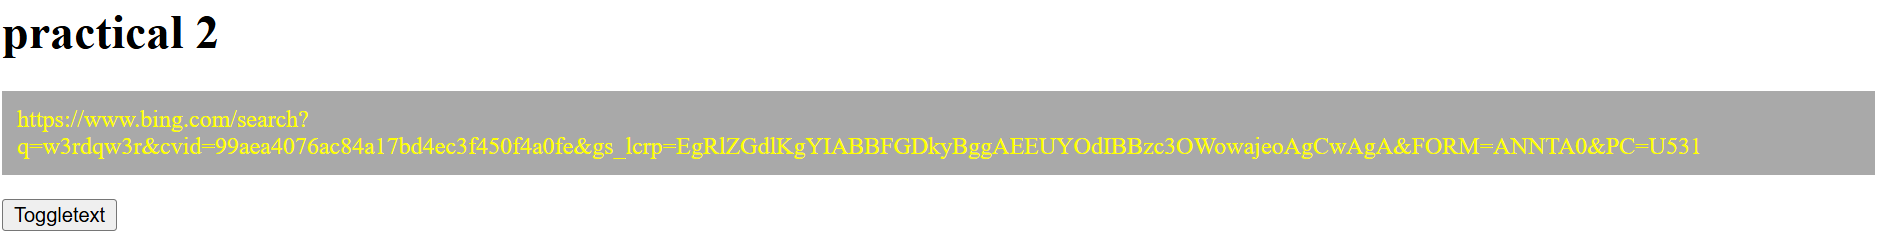 practical 2
https://www.bing.com/search?
q=w3rdqw3r&cvid=99aea4076ac84a17bd4ec3f450f4a0fe&gs_lcrp=EgRlZGdlKgYIABBFGDkyBggAEEUYOdIBBzc3OWowajeoAgCwAgA&FORM=ANNTA0&PC=U531
Toggletext